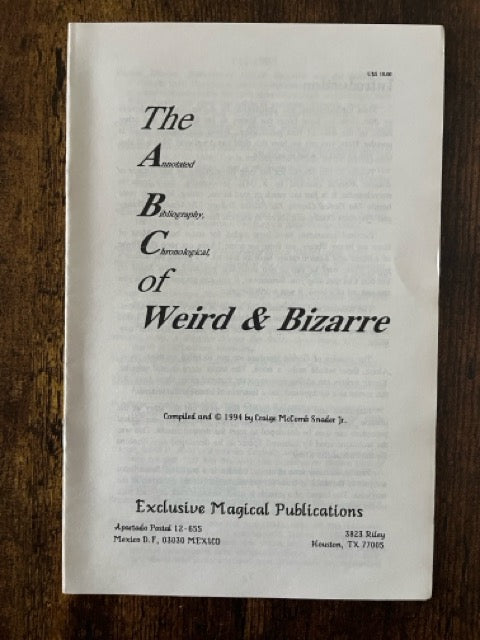 US$ 10.00
The
Annotated
Bibliography,
Chronological,
of
Weird & Bizarre
Compiled and © 1994 by Craige McComb Snader Jr.
Exclusive Magical Publications
Apartado Postal 12-655
Mexico D.F, 03020 MEXICO
3823 Riley
Houston, TX 77005